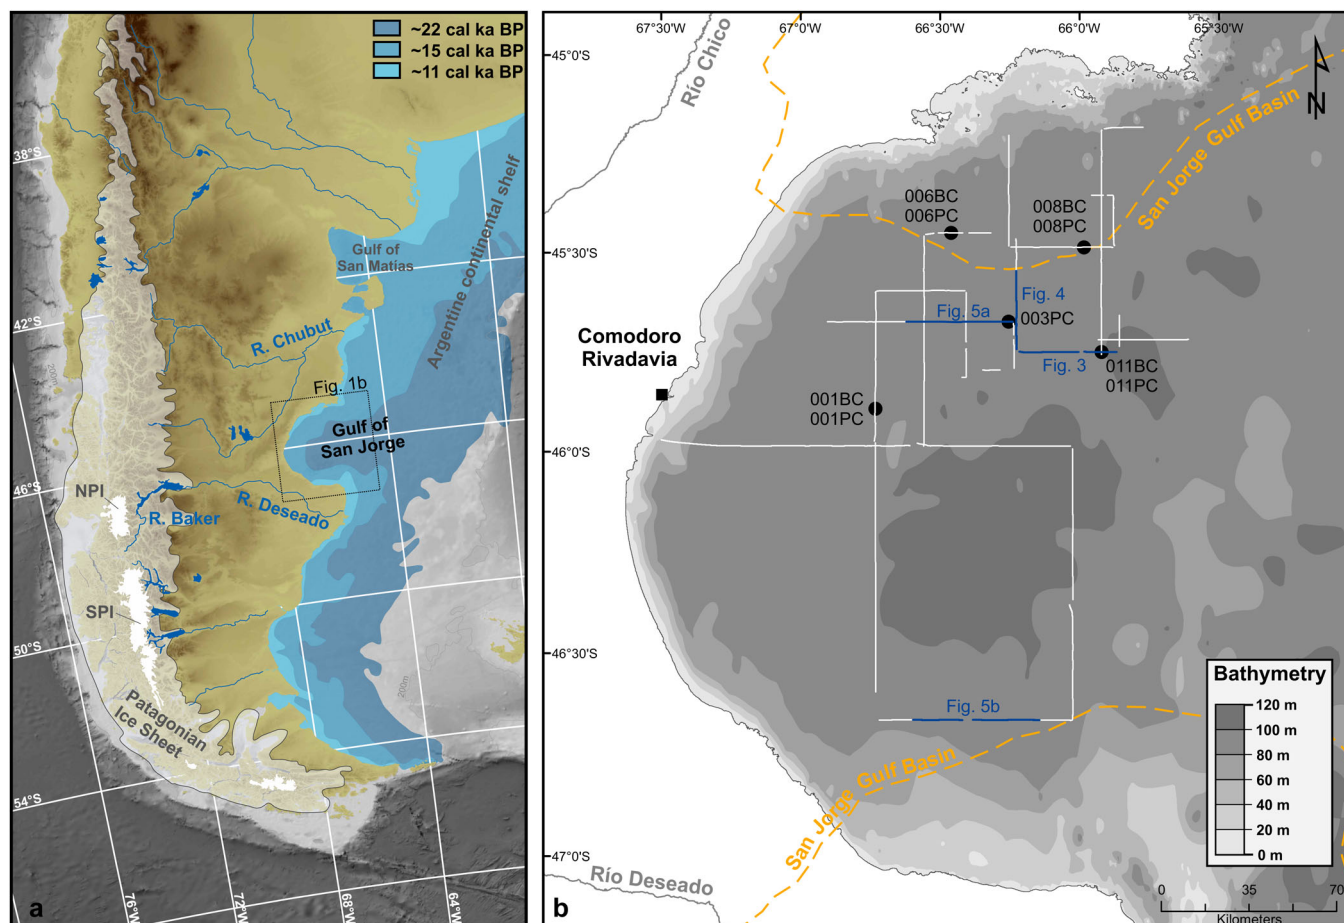 ~22 cal ka BP
~15 cal ka BP
~11 cal ka BP
38°S
42°S
46°S
50°S
54°S
76°W
72°W
68°W
64°W
200m
200m
Gulf of
San Matias
Argentine continental shelf
R. Chubut
Fig. 1b
Gulf of
San Jorge
R. Deseado
NPI
R. Baker
SPI
Patagonian
Ice Sheet
a
67°30'S
67°0'S
66°30'S
66°0'S
65°30'S
45°0'S
45°30'S
46°0'S
46°30'S
47°0'S
N
Río Chico
San Jorge Gulf Basin
006BC
006PC
008BC
008PC
Fig. 4
Fig. 5a
003PC
Fig. 3
011BC
011PC
Comodoro
Rivadavia
001BC
001PC
Fig. 5b
San Jorge Gulf Basin
Río Deseado
Bathymetry
120 m
100 m
80 m
60 m
40 m
20 m
0 m
0 35 70
Kilometers
b